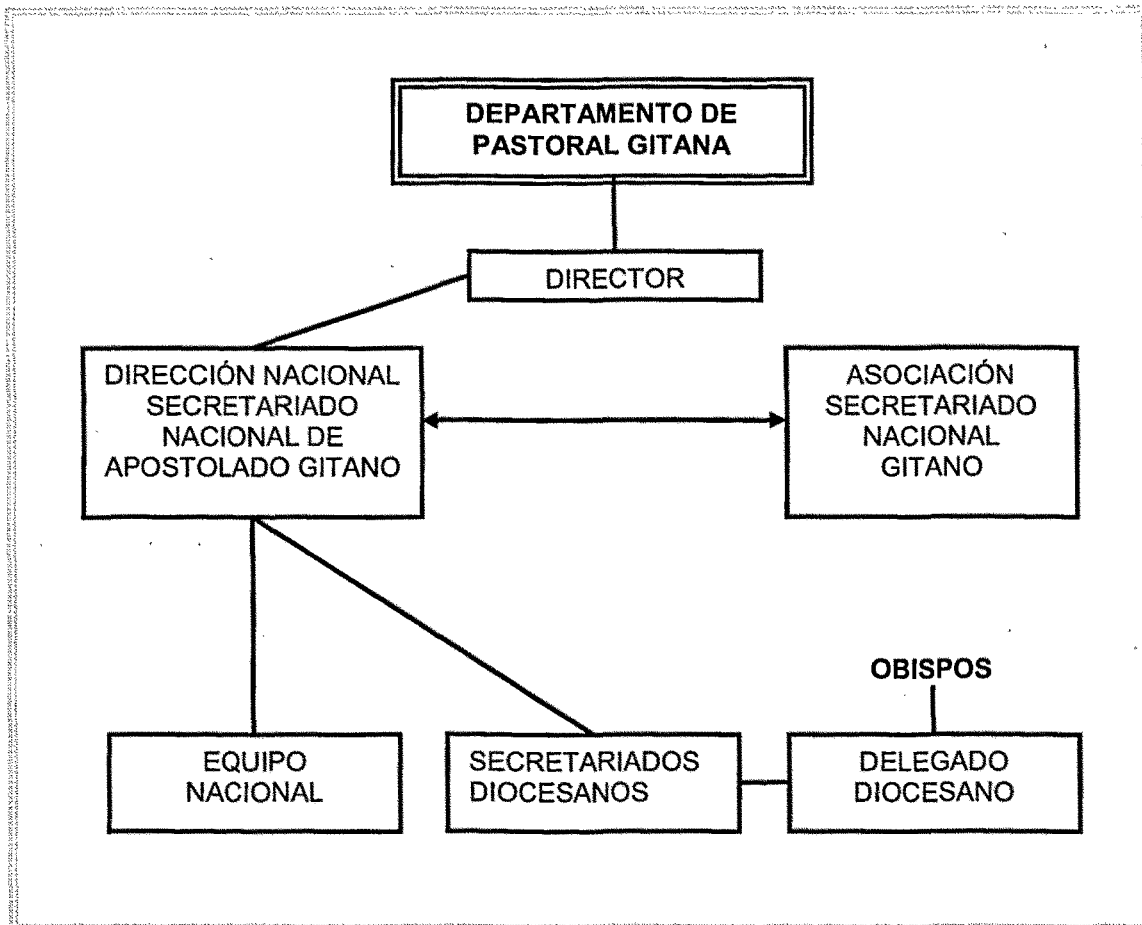 DEPARTAMENTO DE
PASTORAL GITANA
DIRECTOR
DIRECCIÓN NACIONAL
SECRETARIADO
NACIONAL DE
APOSTOLADO GITANO
ASOCIACIÓN
SECRETARIADO
NACIONAL
GITANO
EQUIPO
NACIONAL
SECRETARIADOS
DIOCESANOS
OBISPOS
DELEGADO
DIOCESANO